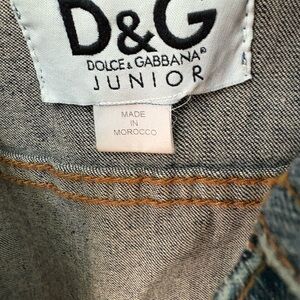 D&G
DOLCE & GABBANA®
JUNIOR
MADE
IN
MOROCCO